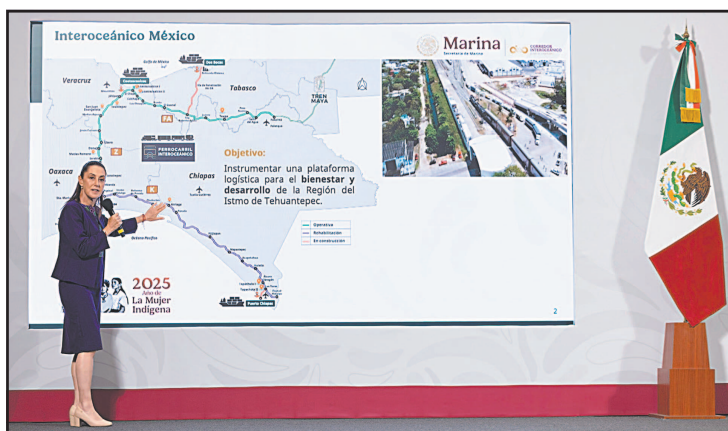 Interoceánico México
Marina
Secretaría de Marina
CORREDOR
INTEROCEÁNICO
Golfo de México
Dos Bocas
Coatzacoalcos
Veracruz
Tabasco
TREN
MAYA
FA
Z
FERROCARRIL
INTEROCEÁNICO
Oaxaca
K
Chiapas
Objetivo:
Instrumentar una plataforma
logística para el bienestar y
desarrollo de la Región del
Istmo de Tehuantepec.
Operativa
Rehabilitación
En construcción
Océano Pacífico
2025
Año de
La Mujer
Indígena
Puerto Chiapas
2